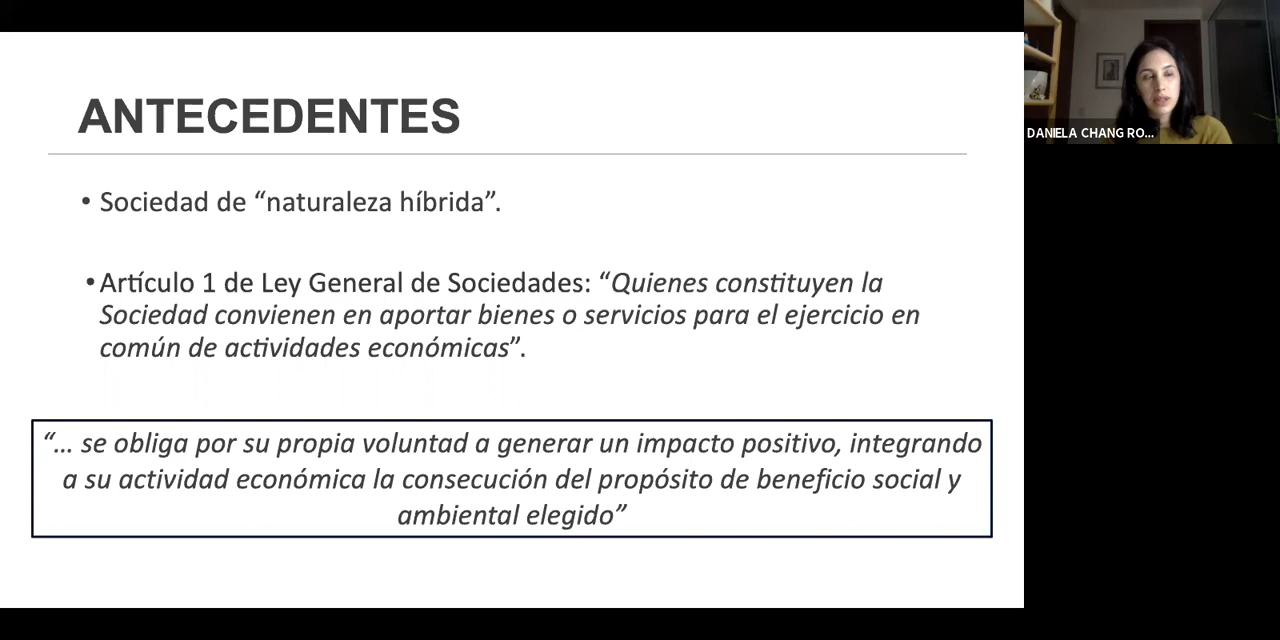 ANTECEDENTES
• Sociedad de “naturaleza híbrida”.
• Artículo 1 de Ley General de Sociedades: “Quienes constituyen la
Sociedad convienen en aportar bienes o servicios para el ejercicio en
común de actividades económicas”.
“... se obliga por su propia voluntad a generar un impacto positivo, integrando
a su actividad económica la consecución del propósito de beneficio social y
ambiental elegido”
DANIELA CHANG RO...